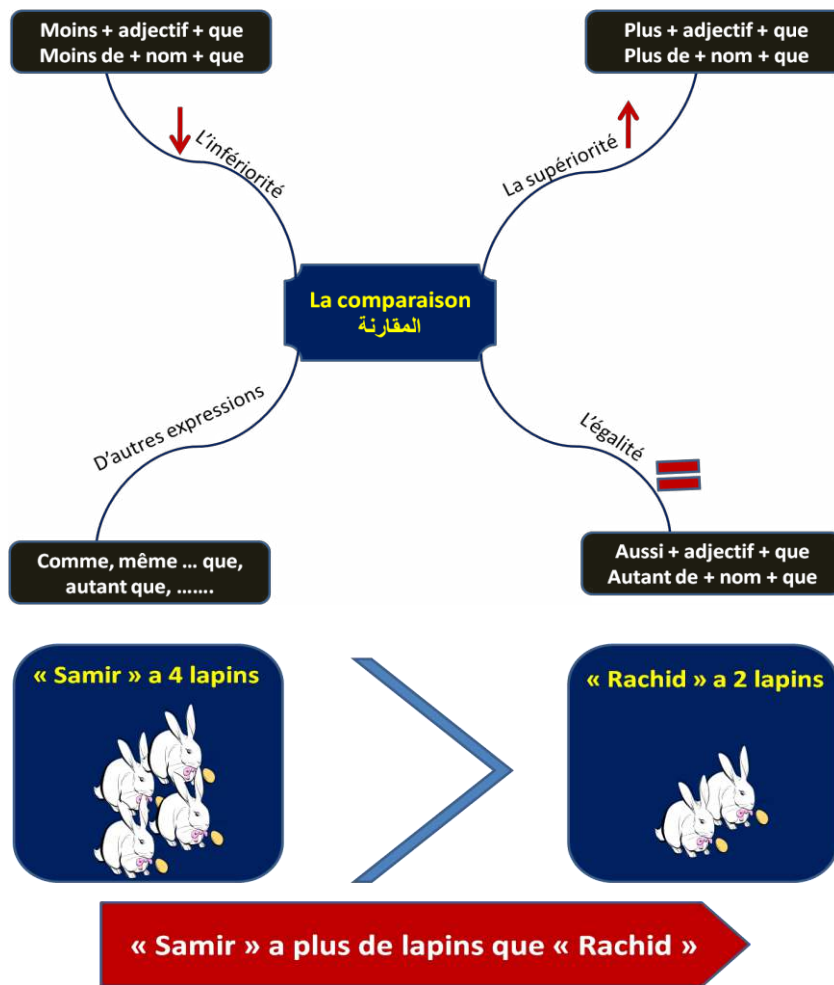 Moins + adjectif + que
Moins de + nom + que
Plus + adjectif + que
Plus de + nom + que
L'infériorité
La supériorité
La comparaison
المقارنة
D'autres expressions
L'égalité
Comme, même ... que,
autant que, .......
Aussi + adjectif + que
Autant de + nom + que
« Samir » a 4 lapins
« Rachid » a 2 lapins
« Samir » a plus de lapins que « Rachid »